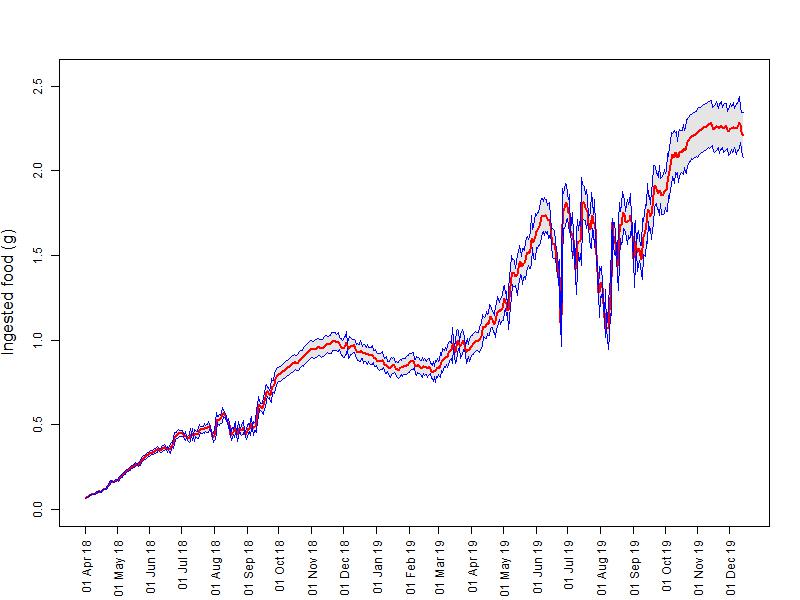 Ingested food (g)
2.5
2.0
1.5
1.0
0.5
0.0
01 Apr 18
01 May 18
01 Jun 18
01 Jul 18
01 Aug 18
01 Sep 18
01 Oct 18
01 Nov 18
01 Dec 18
01 Jan 19
01 Feb 19
01 Mar 19
01 Apr 19
01 May 19
01 Jun 19
01 Jul 19
01 Aug 19
01 Sep 19
01 Oct 19
01 Nov 19
01 Dec 19